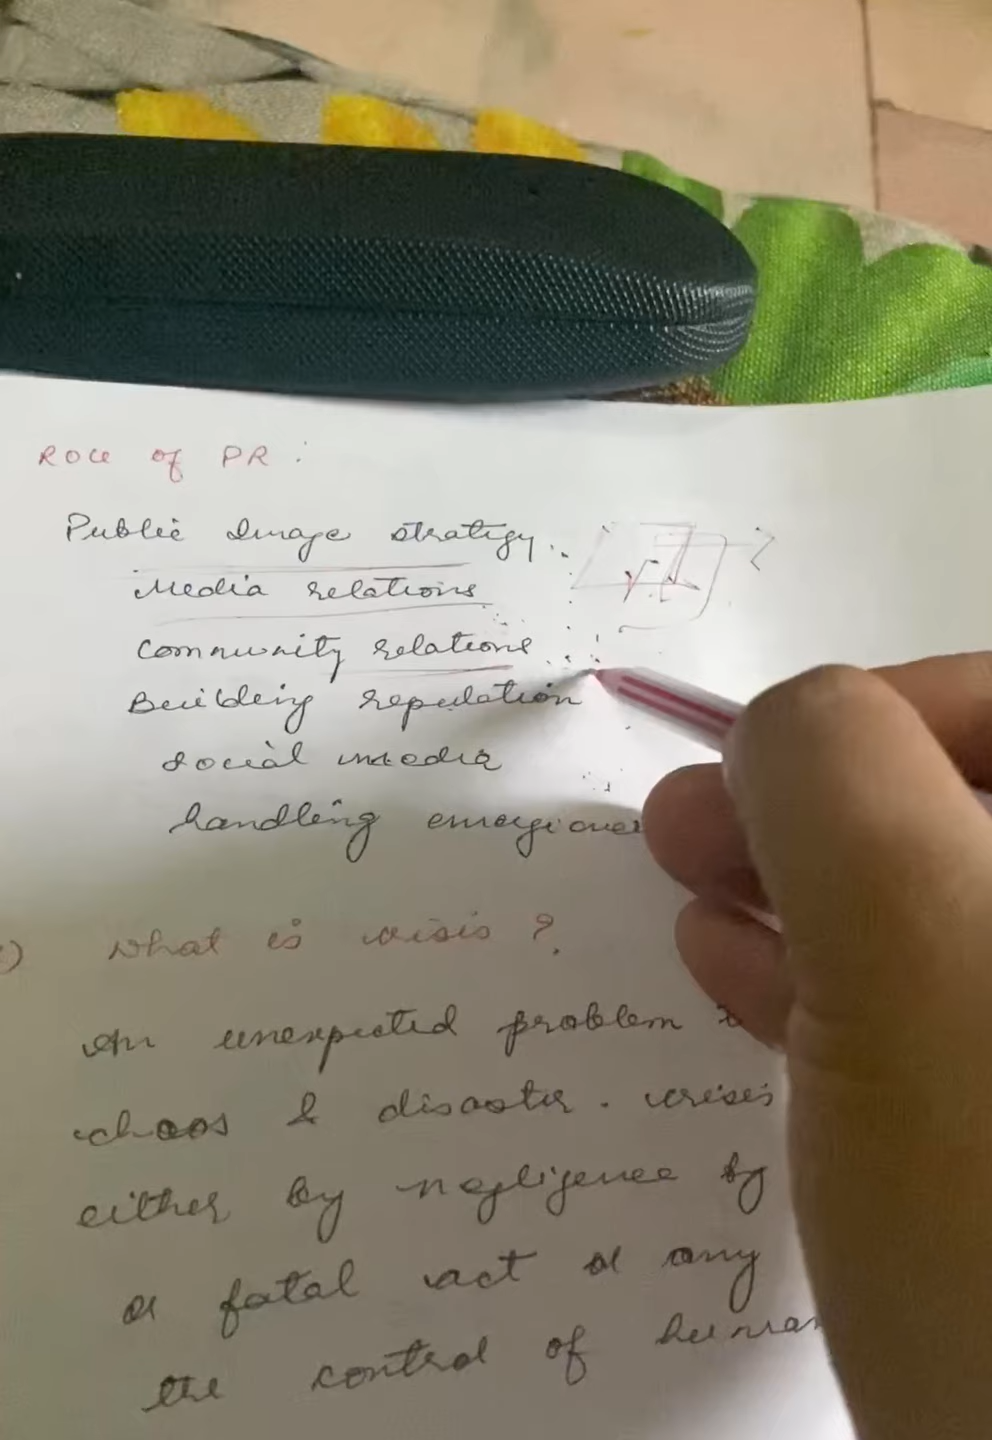 ROLE of PR :
Public Image strategy.
Media relations
Community relations
Building reputation
social media
handling
What is crisis ?
An unexpected problem
chaos & disaster. crises
either by negligence by
or fatal act or any
the control of human